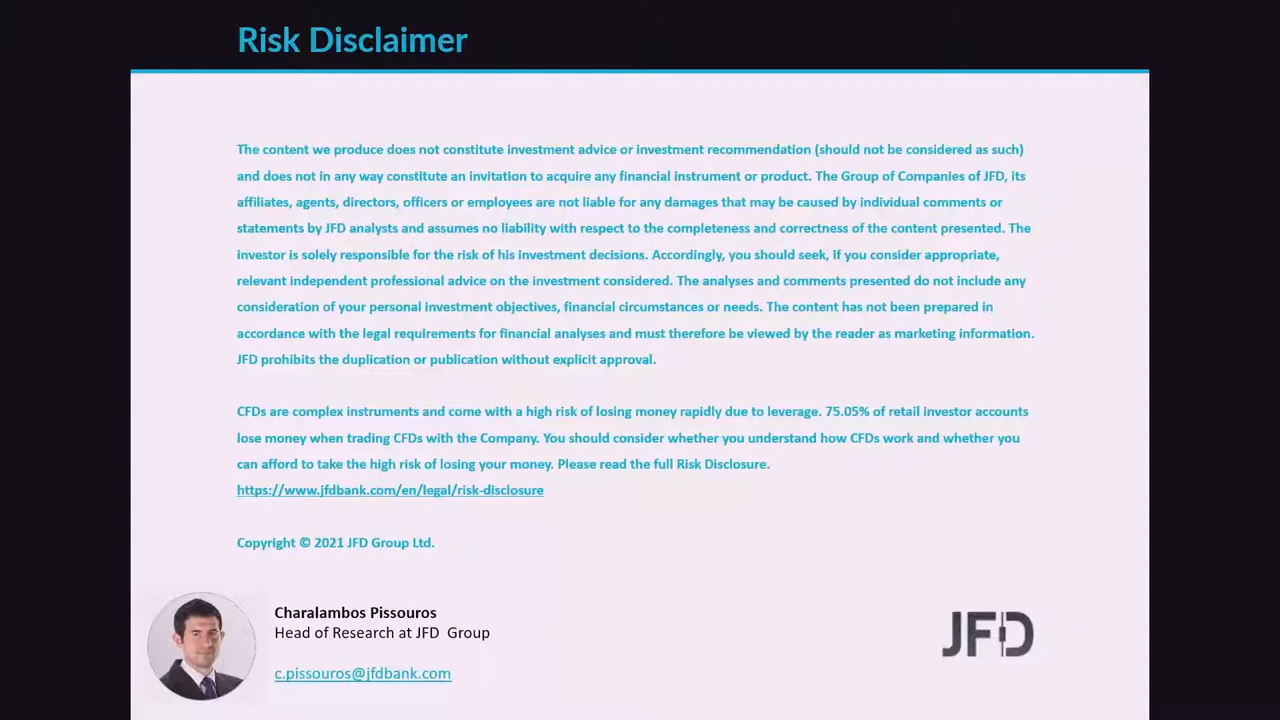 Risk Disclaimer
The content we produce does not constitute investment advice or investment recommendation (should not be considered as such)
and does not in any way constitute an invitation to acquire any financial instrument or product. The Group of Companies of JFD, its
affiliates, agents, directors, officers or employees are not liable for any damages that may be caused by individual comments or
statements by JFD analysts and assumes no liability with respect to the completeness and correctness of the content presented. The
investor is solely responsible for the risk of his investment decisions. Accordingly, you should seek, if you consider appropriate,
relevant independent professional advice on the investment considered. The analyses and comments presented do not include any
consideration of your personal investment objectives, financial circumstances or needs. The content has not been prepared in
accordance with the legal requirements for financial analyses and must therefore be viewed by the reader as marketing information.
JFD prohibits the duplication or publication without explicit approval.
CFDs are complex instruments and come with a high risk of losing money rapidly due to leverage. 75.05% of retail investor accounts
lose money when trading CFDs with the Company. You should consider whether you understand how CFDs work and whether you
can afford to take the high risk of losing your money. Please read the full Risk Disclosure.
https://www.jfdbank.com/en/legal/risk-disclosure
Copyright © 2021 JFD Group Ltd.
Charalambos Pissouros
Head of Research at JFD Group
c.pissouros@jfdbank.com
JFD